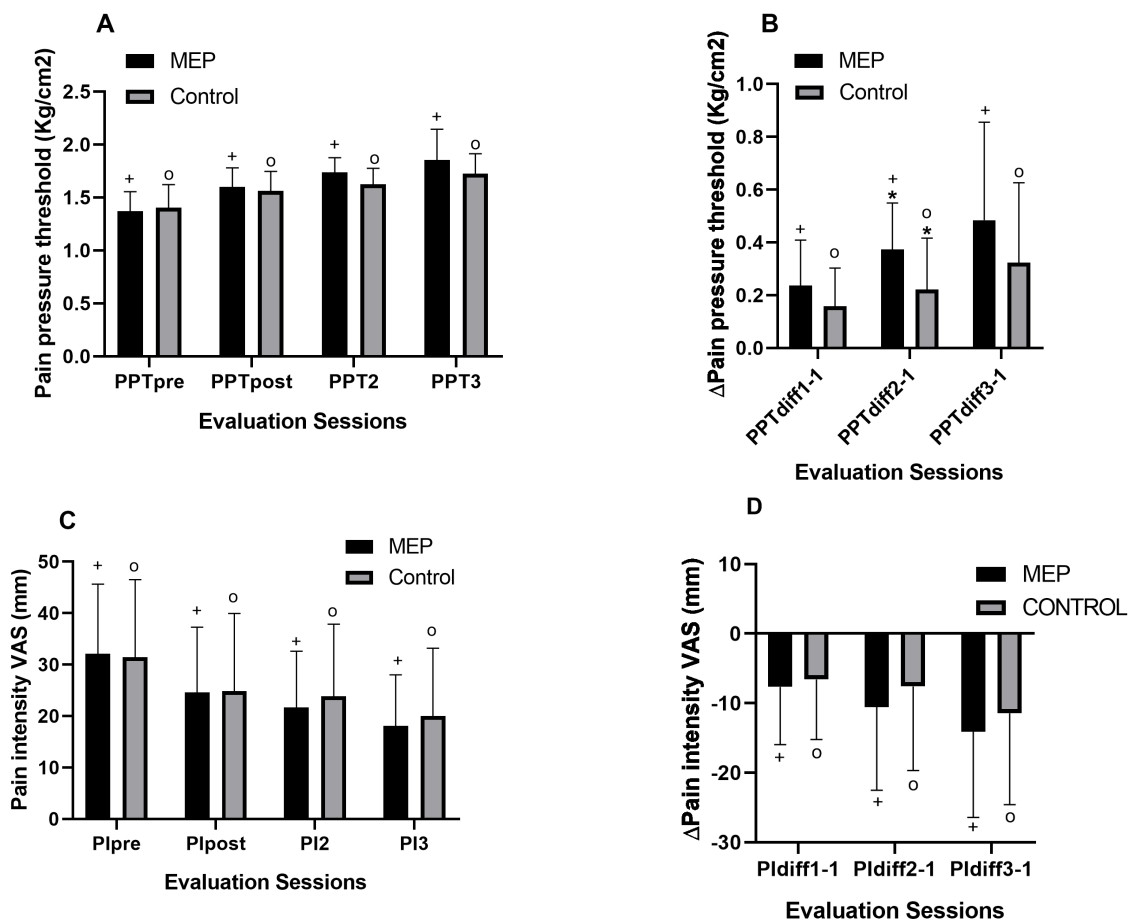 A
MEP
Control
Pain pressure threshold (Kg/cm2)
2.5
2.0
1.5
1.0
0.5
0.0
+
o
+
o
+
o
+
o
PPTpre
PPTpost
PPT2
PPT3
Evaluation Sessions
B
MEP
Control
ΔPain pressure threshold (Kg/cm2)
1.0
0.8
0.6
0.4
0.2
0.0
+
o
+
*
o
*
+
o
PPTdiff1-1
PPTdiff2-1
PPTdiff3-1
Evaluation Sessions
C
MEP
Control
Pain intensity VAS (mm)
50
40
30
20
10
0
+
o
+
o
+
o
+
o
PIpre
PIpost
PI2
PI3
Evaluation Sessions
D
MEP
CONTROL
ΔPain intensity VAS (mm)
10
0
-10
-20
-30
+
o
+
o
+
o
PIdiff1-1
PIdiff2-1
PIdiff3-1
Evaluation Sessions